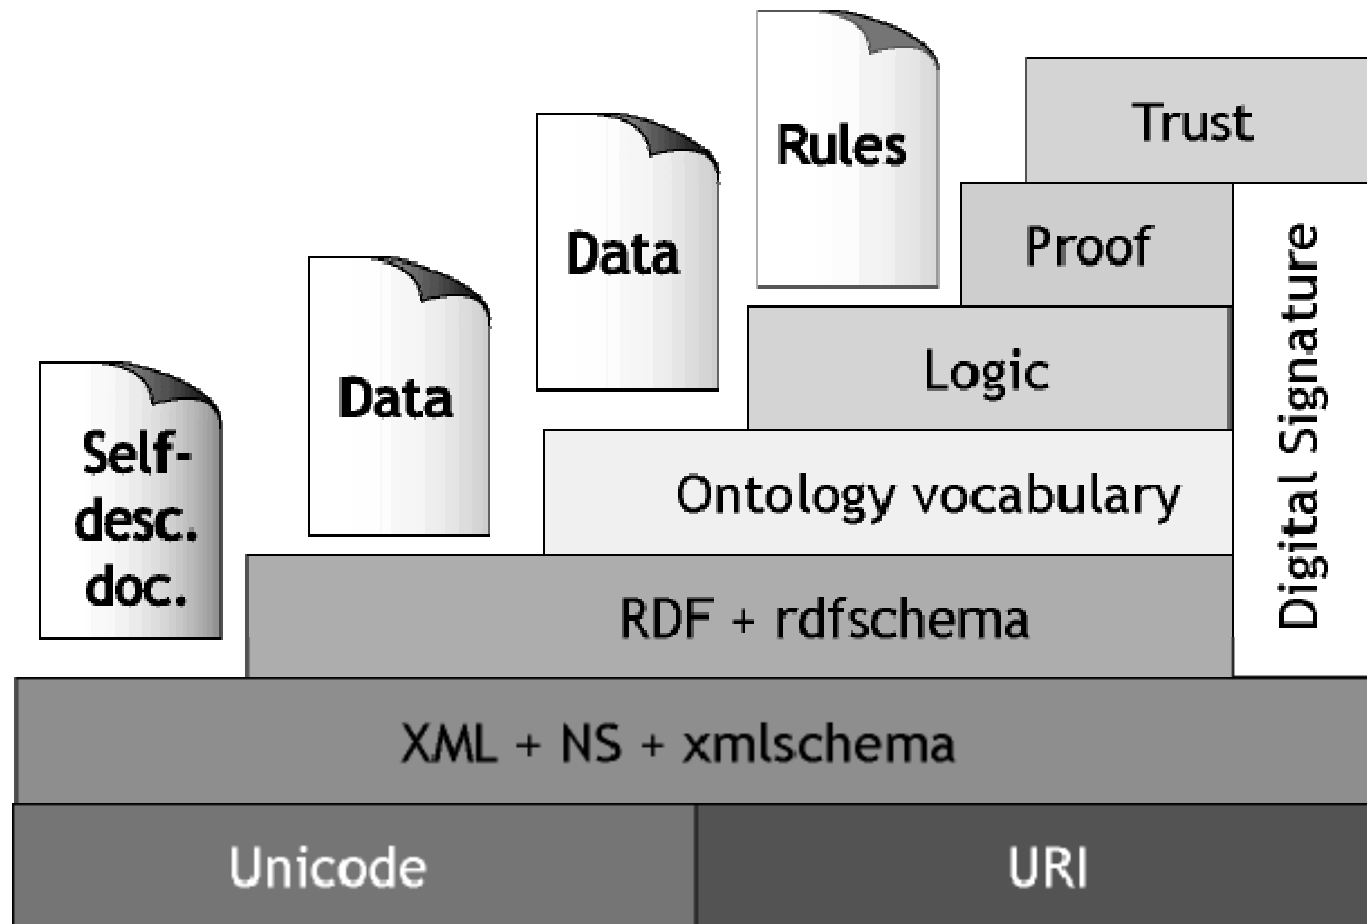 Trust
Rules
Proof
Data
Logic
Data
Self-
desc.
doc.
Ontology vocabulary
Digital Signature
RDF + rdfschema
XML + NS + xmlschema
Unicode
URI